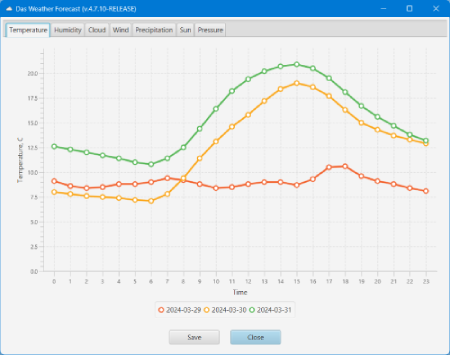 Das Weather Forecast (v.4.7.10-RELEASE)
Temperature Humidity Cloud Wind Precipitation Sun Pressure
Temperature, C
20.0
17.5
15.0
12.5
10.0
7.5
5.0
2.5
0.0
0 1 2 3 4 5 6 7 8 9 10 11 12 13 14 15 16 17 18 19 20 21 22 23
Time
2024-03-29 2024-03-30 2024-03-31
Save Close